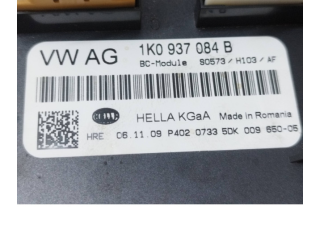 VW AG 1K0 937 084 B
BC-Module 90573 / H103 / AF
HELLA HELLA KGaA Made in Romania
HRE 06.11.09 P402 0733 5DK 009 650-05